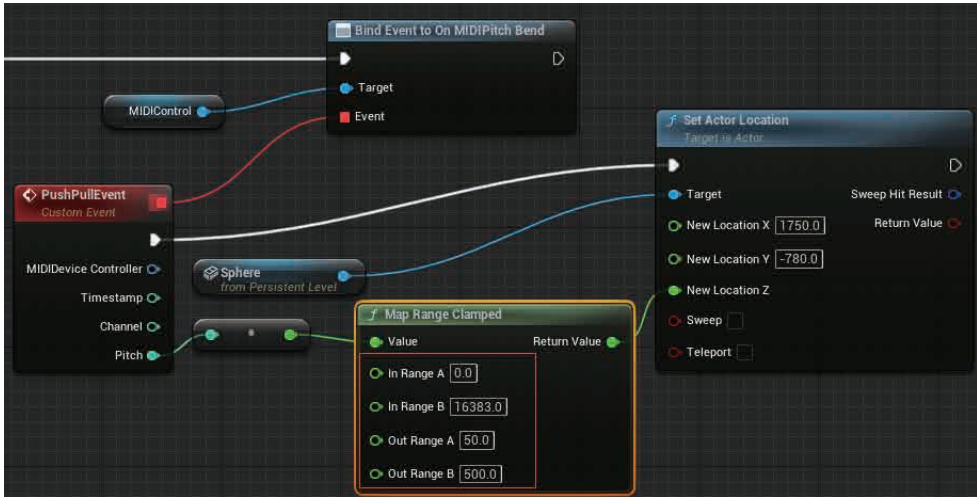 Bind Event to On MIDIPitch Bend
Target
Event
MIDIControl
PushPullEvent
Custom Event
MIDIDevice Controller
Timestamp
Channel
Pitch
Sphere
from Persistent Level
Map Range Clamped
Value Return Value
In Range A 0.0
In Range B 16383.0
Out Range A 50.0
Out Range B 500.0
Set Actor Location
Target is Actor
Target Sweep Hit Result
New Location X 1750.0 Return Value
New Location Y -780.0
New Location Z
Sweep
Teleport